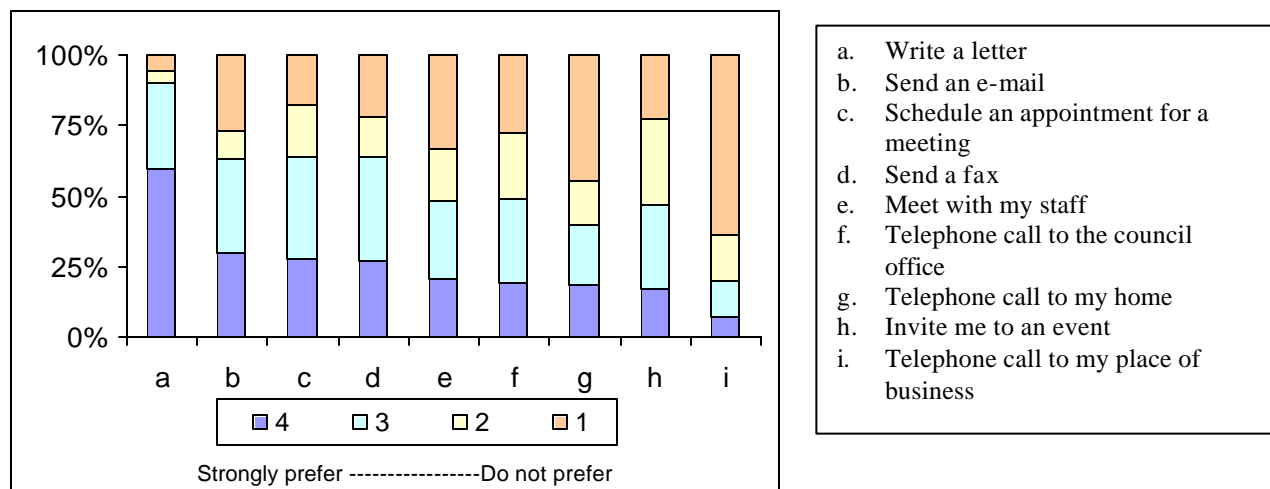 100%
75%
50%
25%
0%
a b c d e f g h i
4 3 2 1
Strongly prefer -----------------Do not prefer
a. Write a letter
b. Send an e-mail
c. Schedule an appointment for a
meeting
d. Send a fax
e. Meet with my staff
f. Telephone call to the council
office
g. Telephone call to my home
h. Invite me to an event
i. Telephone call to my place of
business